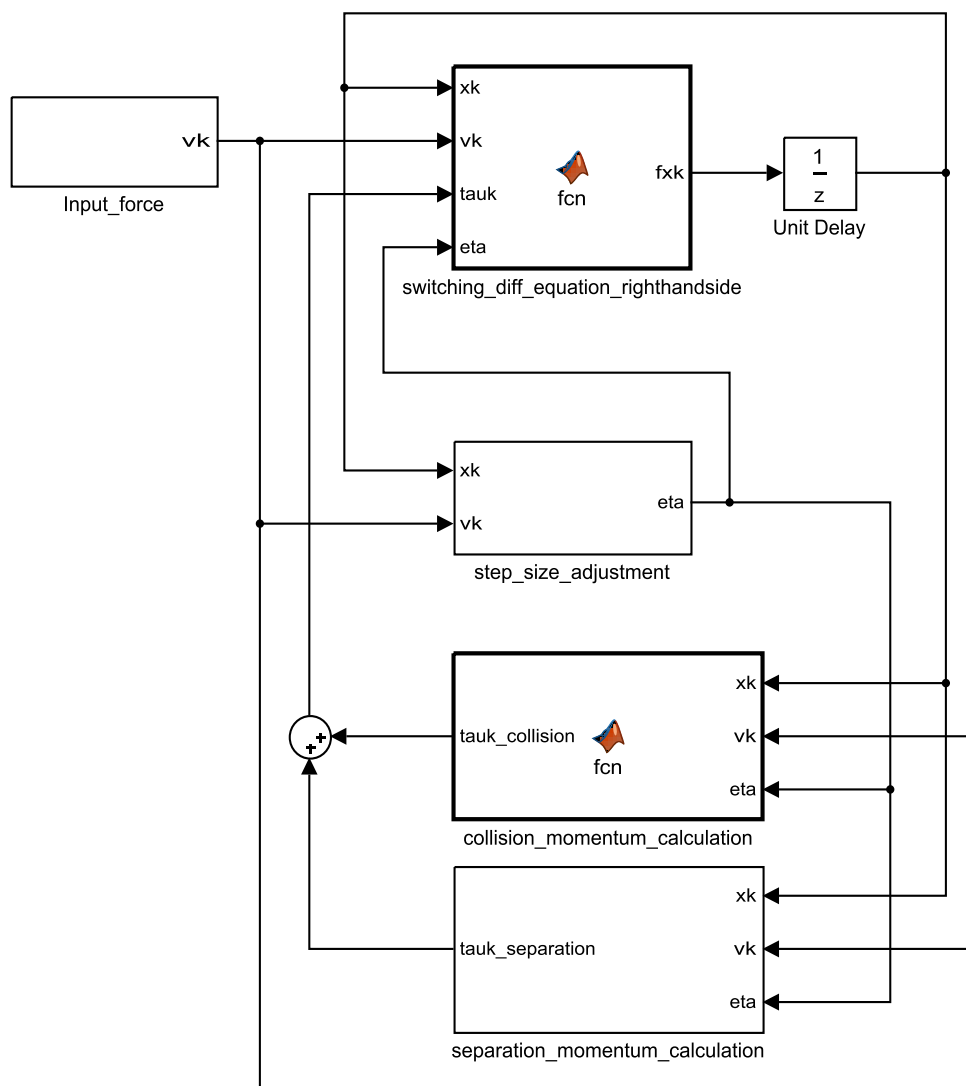 xk
vk
vk
tauk
fxk
fcn
eta
1
z
Input_force
Unit Delay
switching_diff_equation_righthandside
xk
eta
vk
step_size_adjustment
xk
tauk_collision
vk
+
+
fcn
eta
collision_momentum_calculation
xk
tauk_separation
vk
eta
separation_momentum_calculation